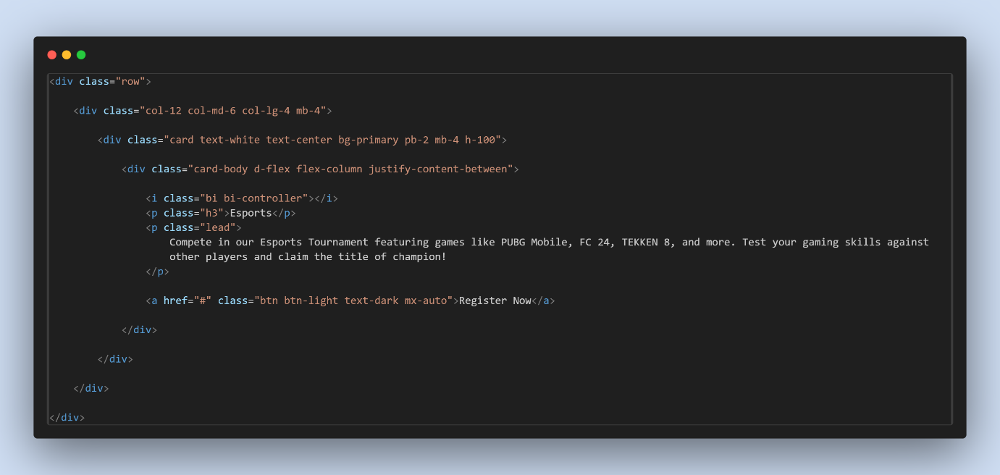 <div class="row">
<div class="col-12 col-md-6 col-lg-4 mb-4">
<div class="card text-white text-center bg-primary pb-2 mb-4 h-100">
<div class="card-body d-flex flex-column justify-content-between">
<i class="bi bi-controller"></i>
<p class="h3">Esports</p>
<p class="lead">
Compete in our Esports Tournament featuring games like PUBG Mobile, FC 24, TEKKEN 8, and more. Test your gaming skills against
other players and claim the title of champion!
</p>
<a href="#" class="btn btn-light text-dark mx-auto">Register Now</a>
</div>
</div>
</div>
</div>